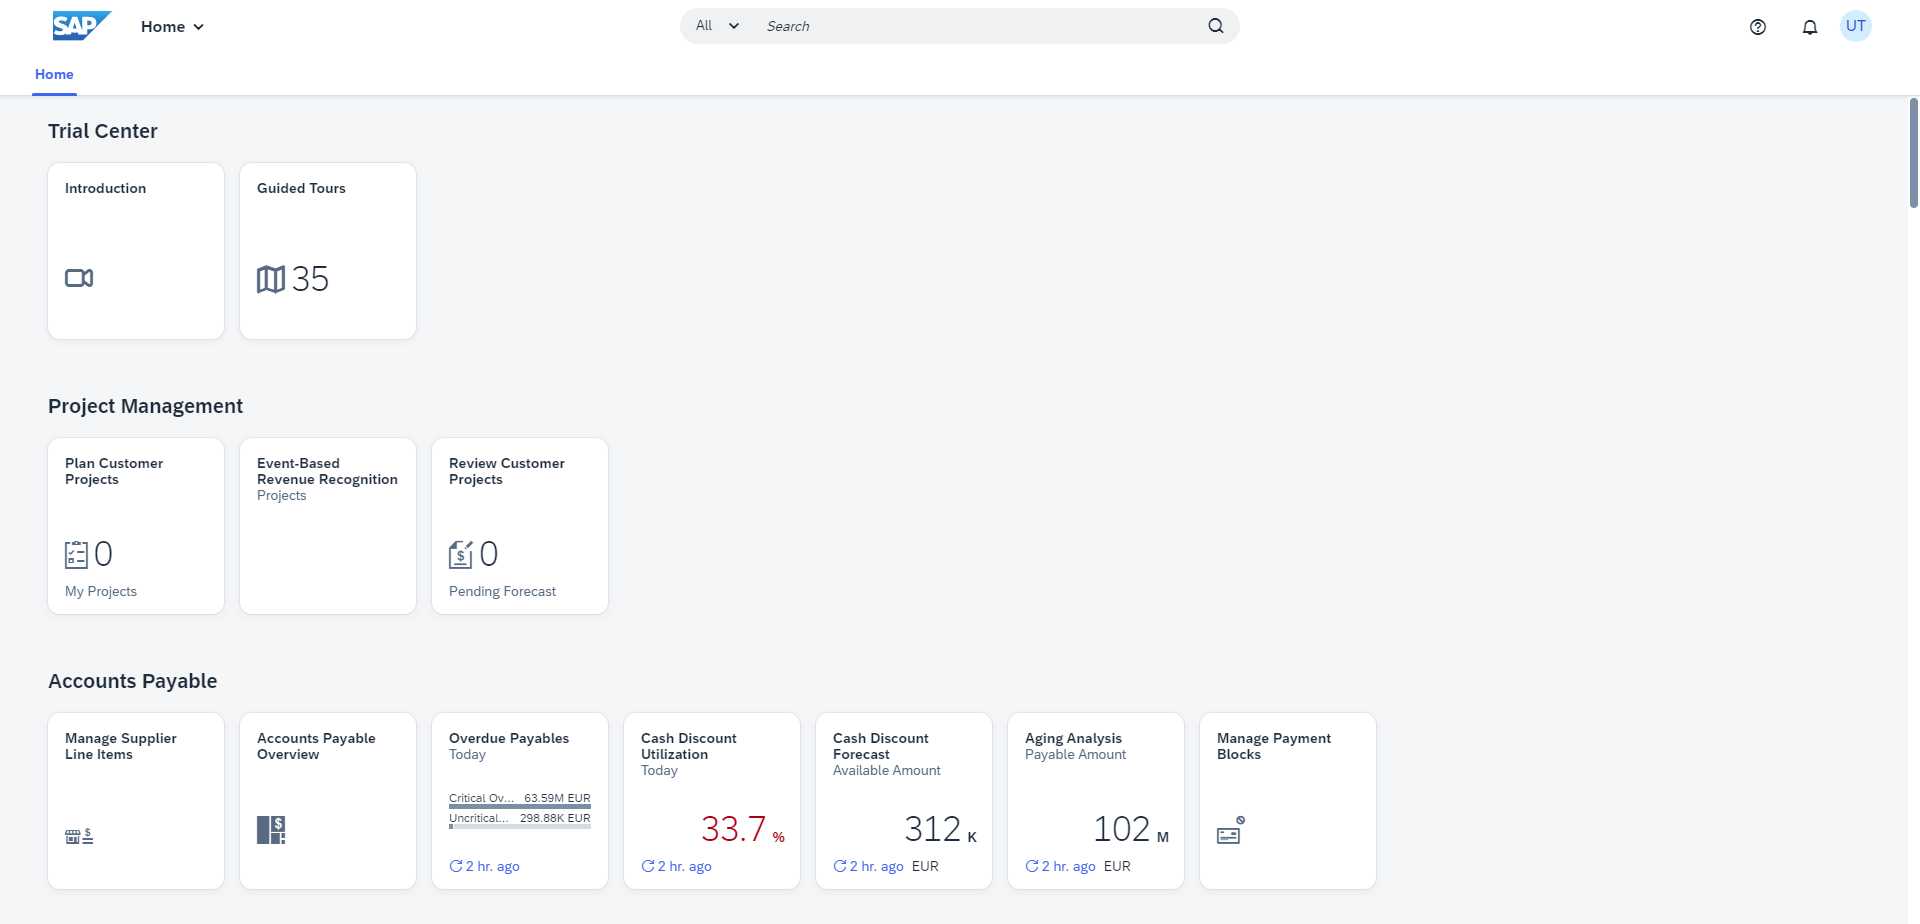 SAP
Home
All
Search
UT
Home
Trial Center
Introduction
Guided Tours
35
Project Management
Plan Customer
Projects
0
My Projects
Event-Based
Revenue Recognition
Projects
Review Customer
Projects
$
0
Pending Forecast
Accounts Payable
Manage Supplier
Line Items
$
Accounts Payable
Overview
$
Overdue Payables
Today
Critical Ov... 63.59M EUR
Uncritical... 298.88K EUR
2 hr. ago
Cash Discount
Utilization
Today
33.7 %
2 hr. ago
Cash Discount
Forecast
Available Amount
312 K
2 hr. ago EUR
Aging Analysis
Payable Amount
102 M
2 hr. ago EUR
Manage Payment
Blocks